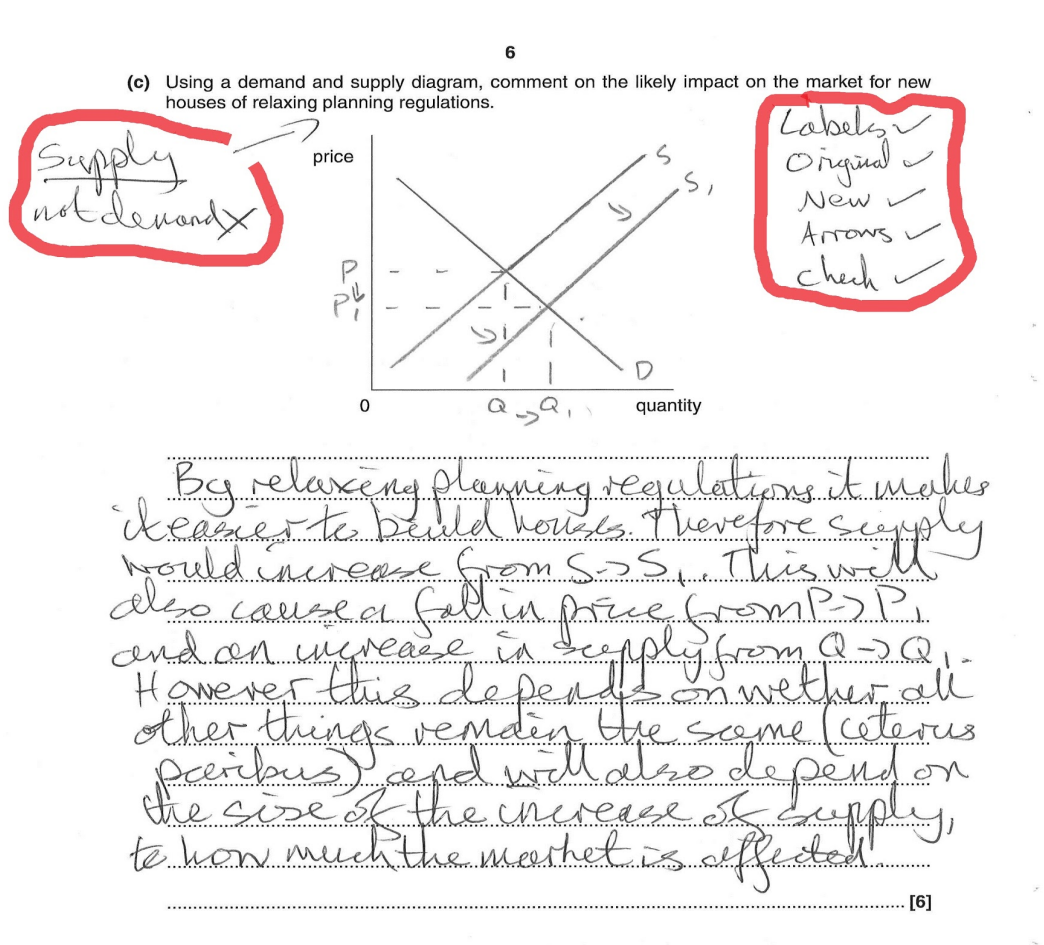 6
(c) Using a demand and supply diagram, comment on the likely impact on the market for new
houses of relaxing planning regulations.
Supply
not demand X
Labels ✓
Original ✓
New ✓
Arrows ✓
Check ✓
price
S
S1
P
↓
P1
D
0
Q → Q1
quantity
By relaxing planning regulations it makes
it easier to build houses. Therefore supply
would increase from S→S1. This will
also cause a fall in price from P→P1
and an increase in supply from Q→Q1.
However this depends on wether all
other things remain the same (ceterus
paribus) and will also depend on
the size of the increase of supply,
to how much the market is affected.
[6]